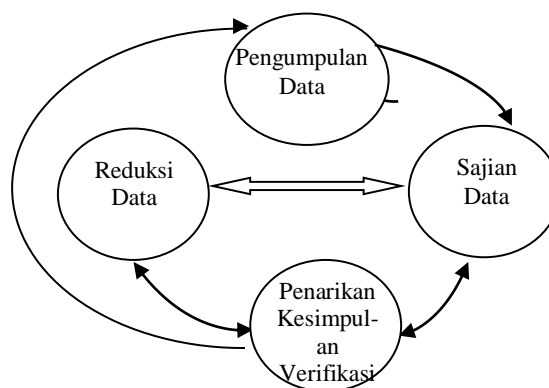 Pengumpulan
Data
Reduksi
Data
Sajian
Data
Penarikan
Kesimpul-
an
Verifikasi